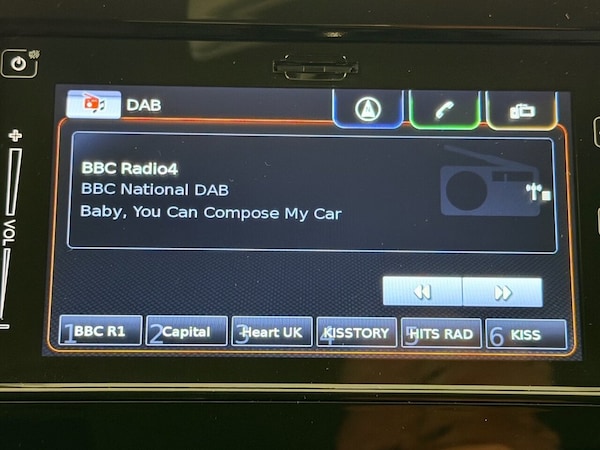 DAB
BBC Radio4
BBC National DAB
Baby, You Can Compose My Car
+
VOL
1 BBC R1
2 Capital
3 Heart UK
4 KISSTORY
5 HITS RAD
6 KISS